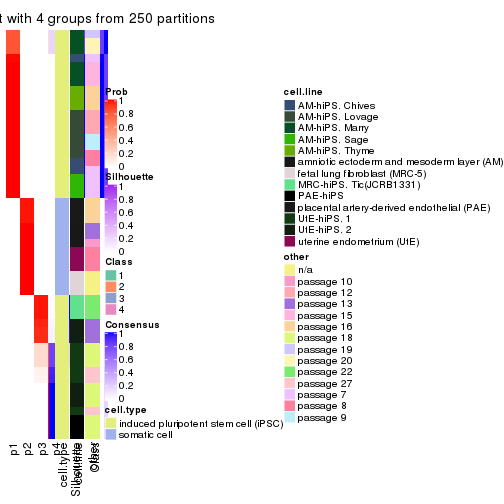 t with 4 groups from 250 partitions
Prob
1
0.8
0.6
0.4
0.2
0
Silhouette
1
0.8
0.6
0.4
0.2
0
Class
1
2
3
4
Consensus
1
0.8
0.6
0.4
0.2
0
cell.type
induced pluripotent stem cell (iPSC)
somatic cell
cell.line
AM-hiPS. Chives
AM-hiPS. Lovage
AM-hiPS. Marry
AM-hiPS. Sage
AM-hiPS. Thyme
amniotic ectoderm and mesoderm layer (AM)
fetal lung fibroblast (MRC-5)
MRC-hiPS. Tic(JCRB1331)
PAE-hiPS
placental artery-derived endothelial (PAE)
UtE-hiPS. 1
UtE-hiPS. 2
uterine endometrium (UtE)
other
n/a
passage 10
passage 12
passage 13
passage 15
passage 16
passage 18
passage 19
passage 20
passage 22
passage 27
passage 7
passage 8
passage 9
p1
p2
p3
p4
cell.type
Silhouette
cell.line
other
Class